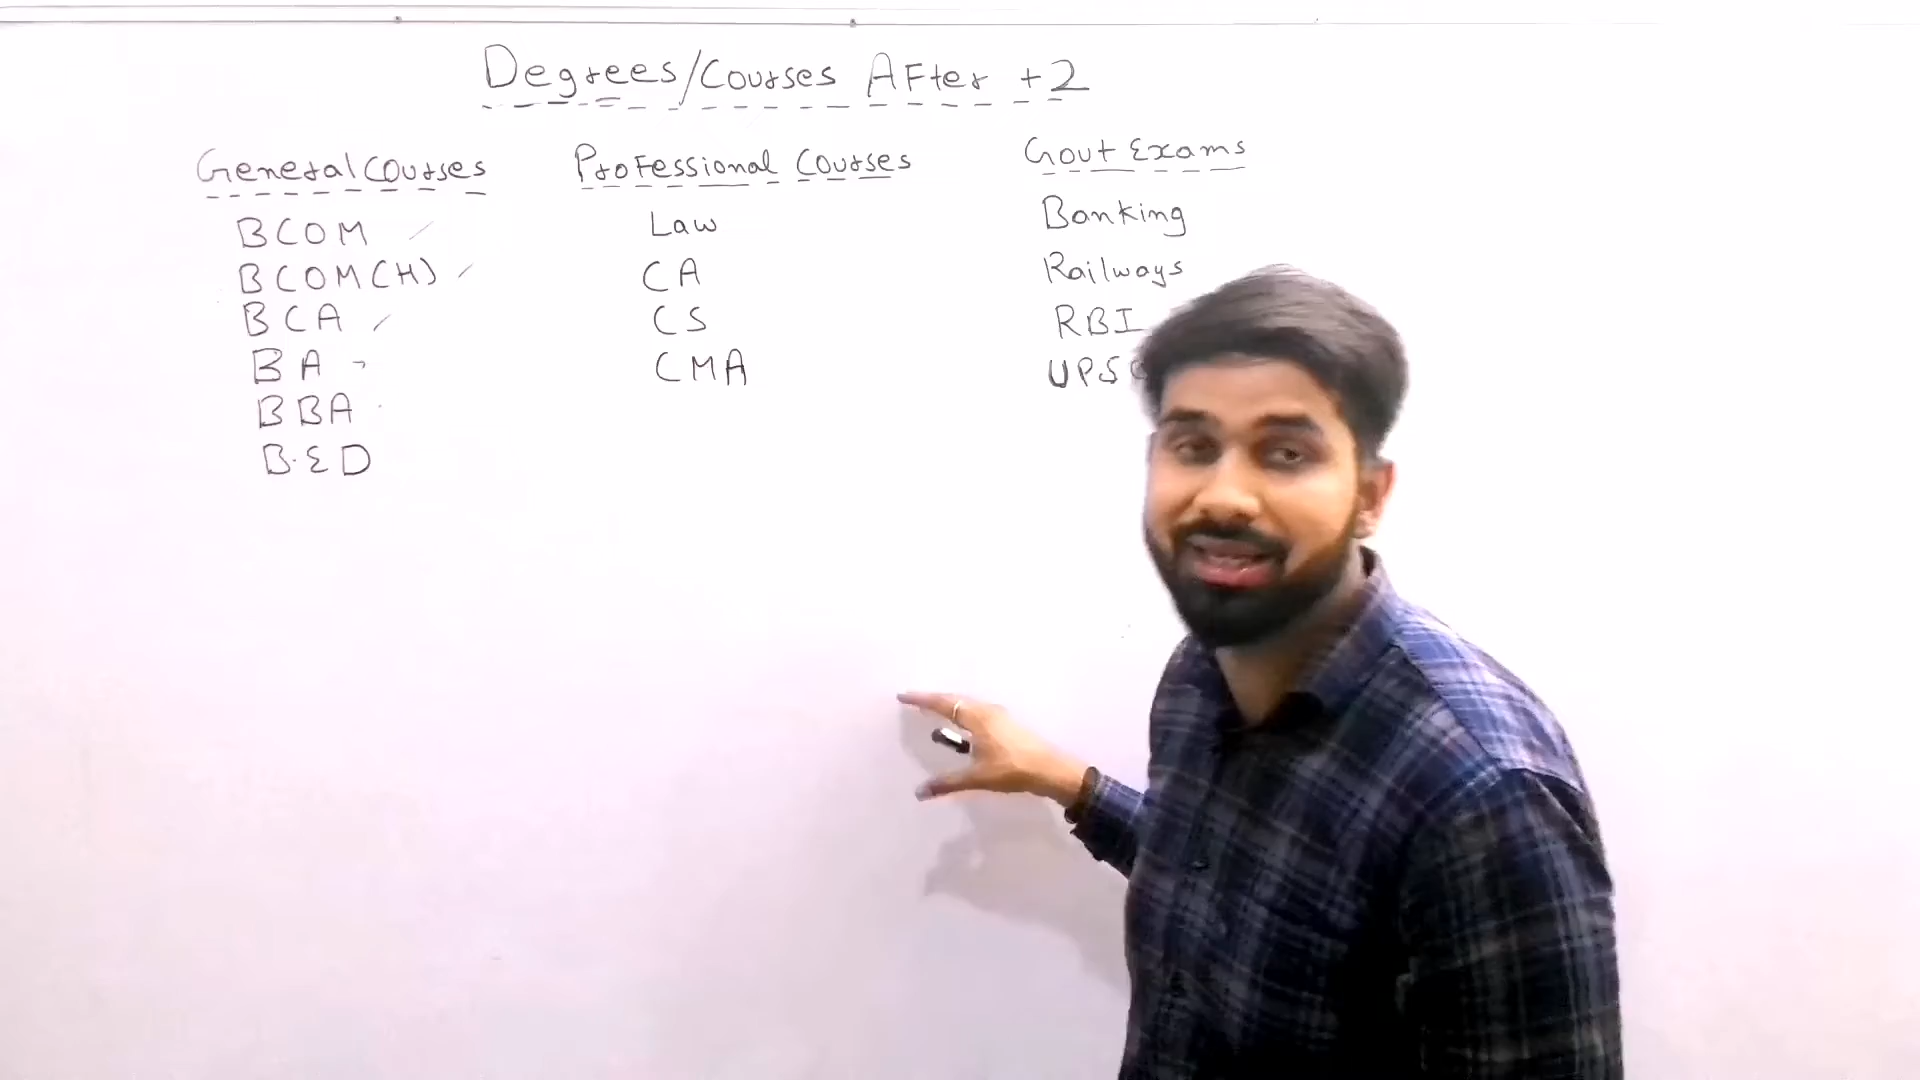 Degrees/Courses After +2
General Courses
BCOM
BCOM(H)
BCA
BA
BBA
B.ED
Professional Courses
Law
CA
CS
CMA
Govt Exams
Banking
Railways
RBI
UPSC